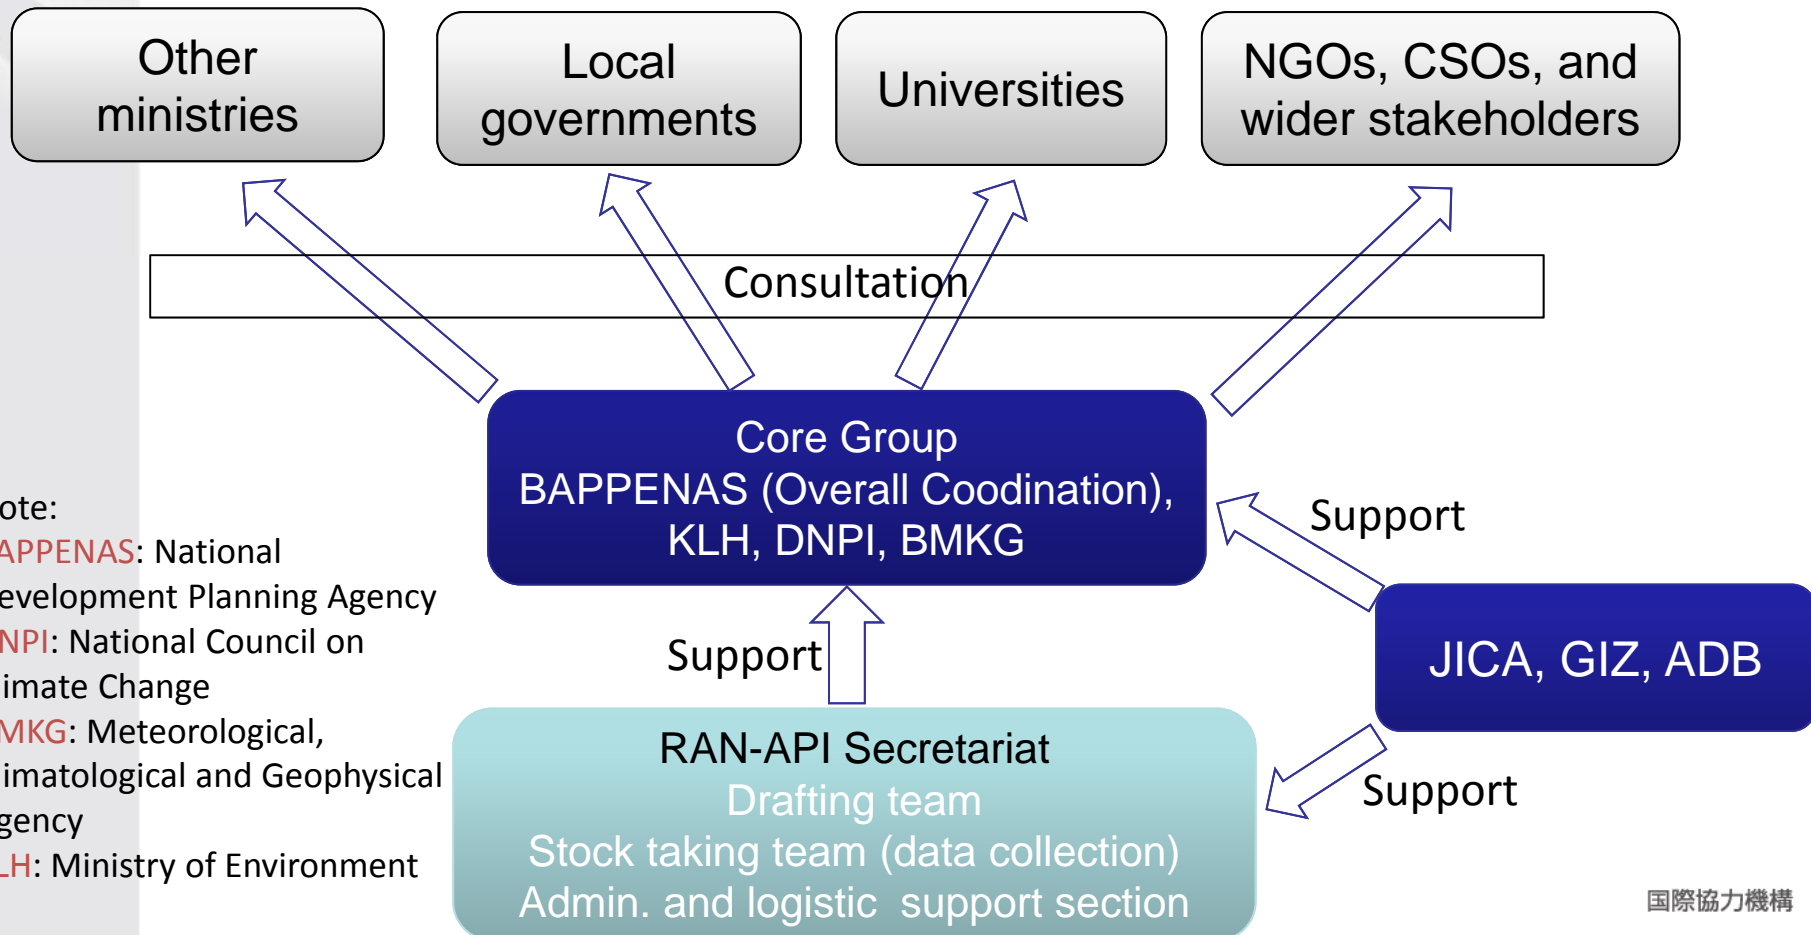 Other
ministries
Local
governments
Universities
NGOs, CSOs, and
wider stakeholders
Consultation
Core Group
BAPPENAS (Overall Coodination),
KLH, DNPI, BMKG
Support
JICA, GIZ, ADB
Support
Support
RAN-API Secretariat
Drafting team
Stock taking team (data collection)
Admin. and logistic support section
ote:
APPENAS: National
evelopment Planning Agency
NPI: National Council on
limate Change
MKG: Meteorological,
limatological and Geophysical
gency
LH: Ministry of Environment
国際協力機構